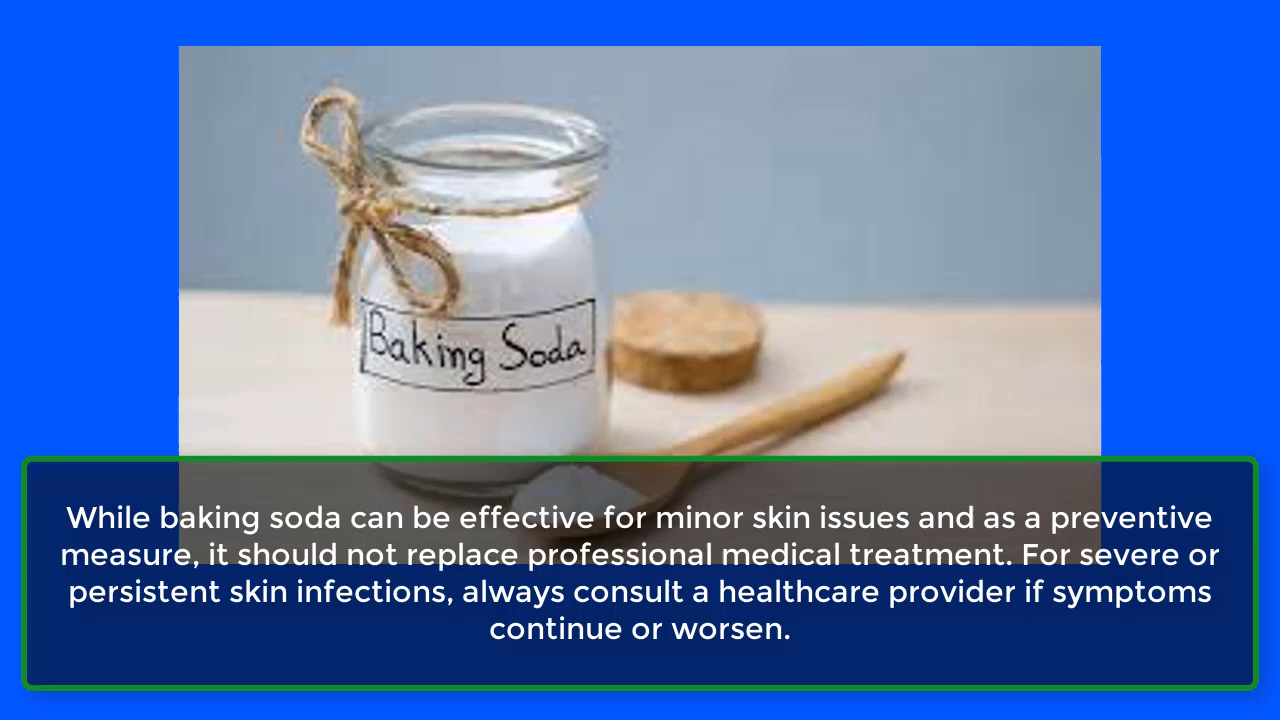 Baking Soda
While baking soda can be effective for minor skin issues and as a preventive
measure, it should not replace professional medical treatment. For severe or
persistent skin infections, always consult a healthcare provider if symptoms
continue or worsen.